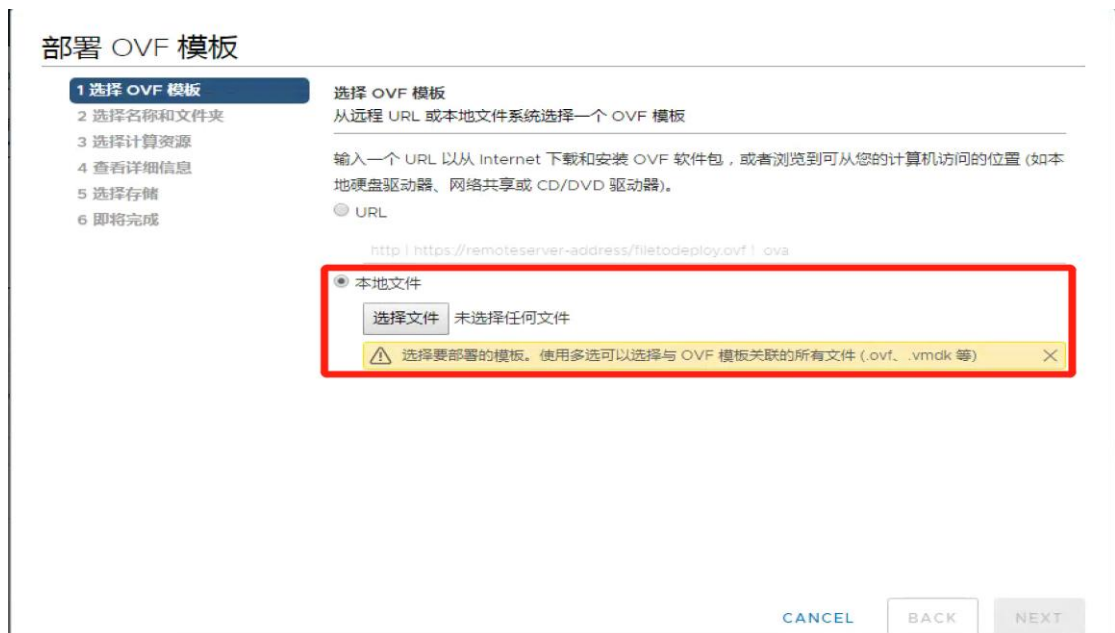 部署 OVF 模板
1 选择 OVF 模板
2 选择名称和文件夹
3 选择计算资源
4 查看详细信息
5 选择存储
6 即将完成
选择 OVF 模板
从远程 URL 或本地文件系统选择一个 OVF 模板
输入一个 URL 以从 Internet 下载和安装 OVF 软件包，或者浏览到可从您的计算机访问的位置 (如本
地硬盘驱动器、网络共享或 CD/DVD 驱动器)。
URL
http | https://remoteserver-address/filetodeploy.ovf | .ova
本地文件
选择文件 未选择任何文件
选择要部署的模板。使用多选可以选择与 OVF 模板关联的所有文件 (.ovf、.vmdk 等)
CANCEL BACK NEXT